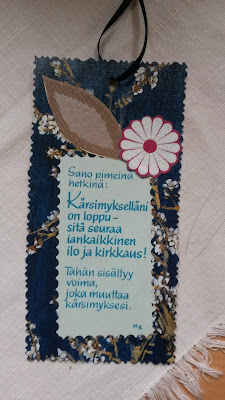 Sano pimeinä
hetkinä:
Kärsimykselläni
on loppu –
sitä seuraa
iankaikkinen
ilo ja kirkkaus!
Tähän sisältyy
voima,
joka muuttaa
kärsimyksesi.